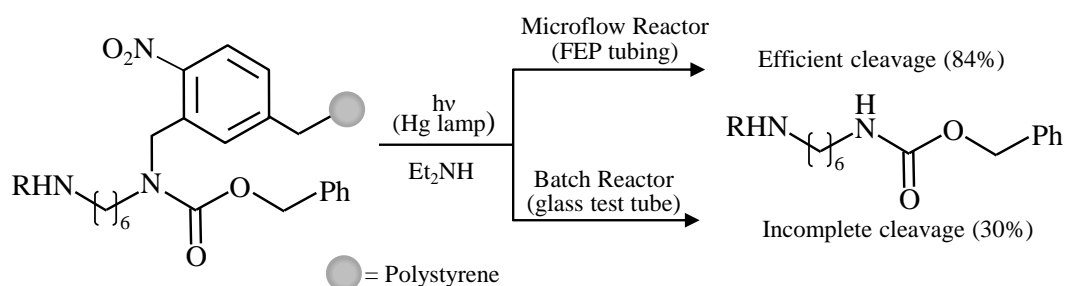 O₂N
N
O
O
Ph
RHN
6
= Polystyrene
hν
(Hg lamp)
Et₂NH
Microflow Reactor
(FEP tubing)
Batch Reactor
(glass test tube)
Efficient cleavage (84%)
H
RHN
N
O
Ph
6
O
Incomplete cleavage (30%)